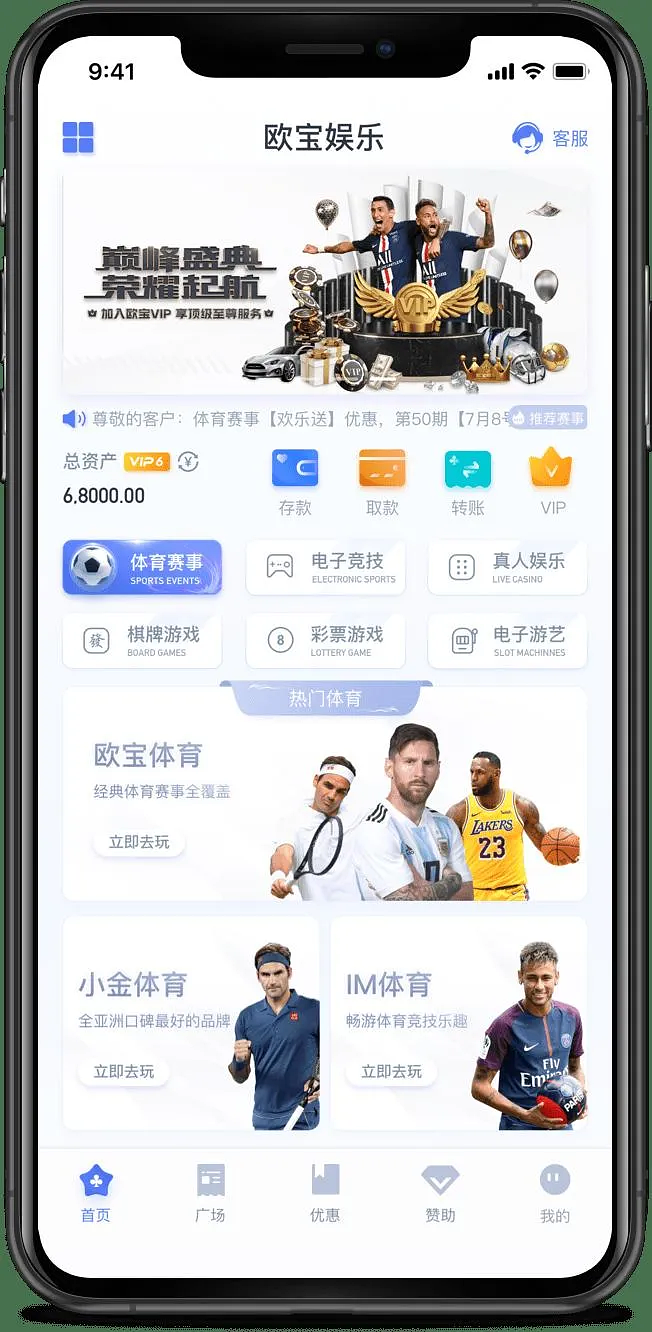 9:41
欧宝娱乐
客服
巅峰盛典
荣耀起航
加入欧宝VIP 享顶级至尊服务
VIP
VIP
尊敬的客户：体育赛事【欢乐送】优惠，第50期【7月8号
推荐赛事
总资产 VIP6
6,8000.00
存款
取款
转账
VIP
体育赛事
SPORTS EVENTS
电子竞技
ELECTRONIC SPORTS
真人娱乐
LIVE CASINO
發
棋牌游戏
BOARD GAMES
8
彩票游戏
LOTTERY GAME
电子游艺
SLOT MACHINNES
热门体育
欧宝体育
经典体育赛事全覆盖
立即去玩
LAKERS
23
小金体育
全亚洲口碑最好的品牌
立即去玩
IM体育
畅游体育竞技乐趣
立即去玩
Fly
首页
广场
优惠
赞助
我的